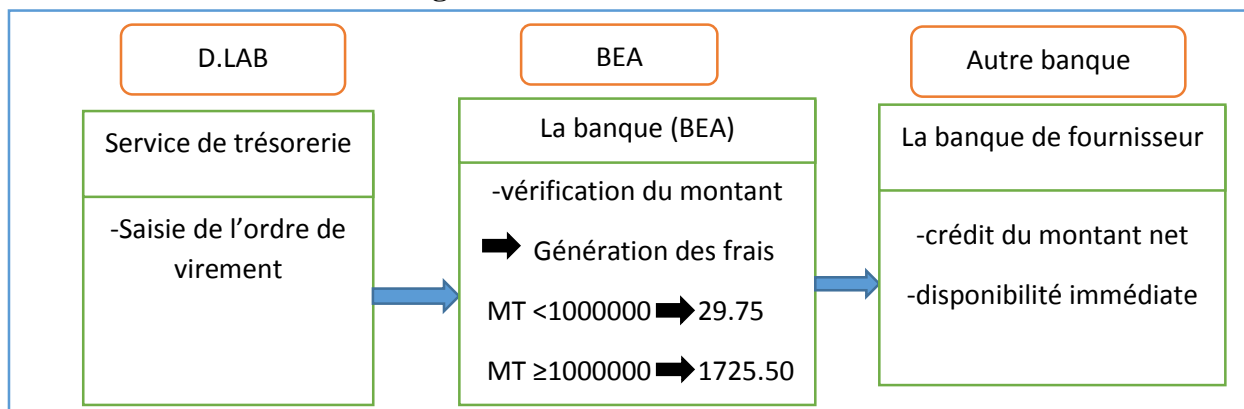 D.LAB
Service de trésorerie
-Saisie de l'ordre de
virement
BEA
La banque (BEA)
-vérification du montant
Génération des frais
MT <1000000 29.75
MT ≥1000000 1725.50
Autre banque
La banque de fournisseur
-crédit du montant net
-disponibilité immédiate